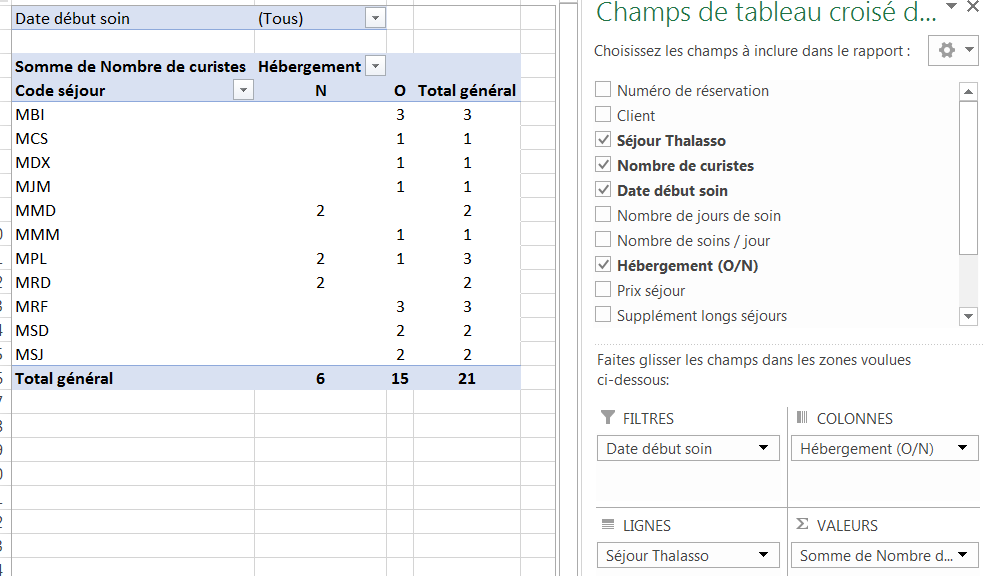 Date début soin (Tous)
Somme de Nombre de curistes Hébergement
Code séjour N O Total général
MBI 3 3
MCS 1 1
MDX 1 1
MJM 1 1
MMD 2 2
MMM 1 1
MPL 2 1 3
MRD 2 2
MRF 3 3
MSD 2 2
MSJ 2 2
Total général 6 15 21
Champs de tableau croisé d...
Choisissez les champs à inclure dans le rapport :
Numéro de réservation
Client
Séjour Thalasso
Nombre de curistes
Date début soin
Nombre de jours de soin
Nombre de soins / jour
Hébergement (O/N)
Prix séjour
Supplément longs séjours
Faites glisser les champs dans les zones voulues
ci-dessous:
FILTRES
Date début soin
COLONNES
Hébergement (O/N)
LIGNES
Séjour Thalasso
Σ VALEURS
Somme de Nombre d...